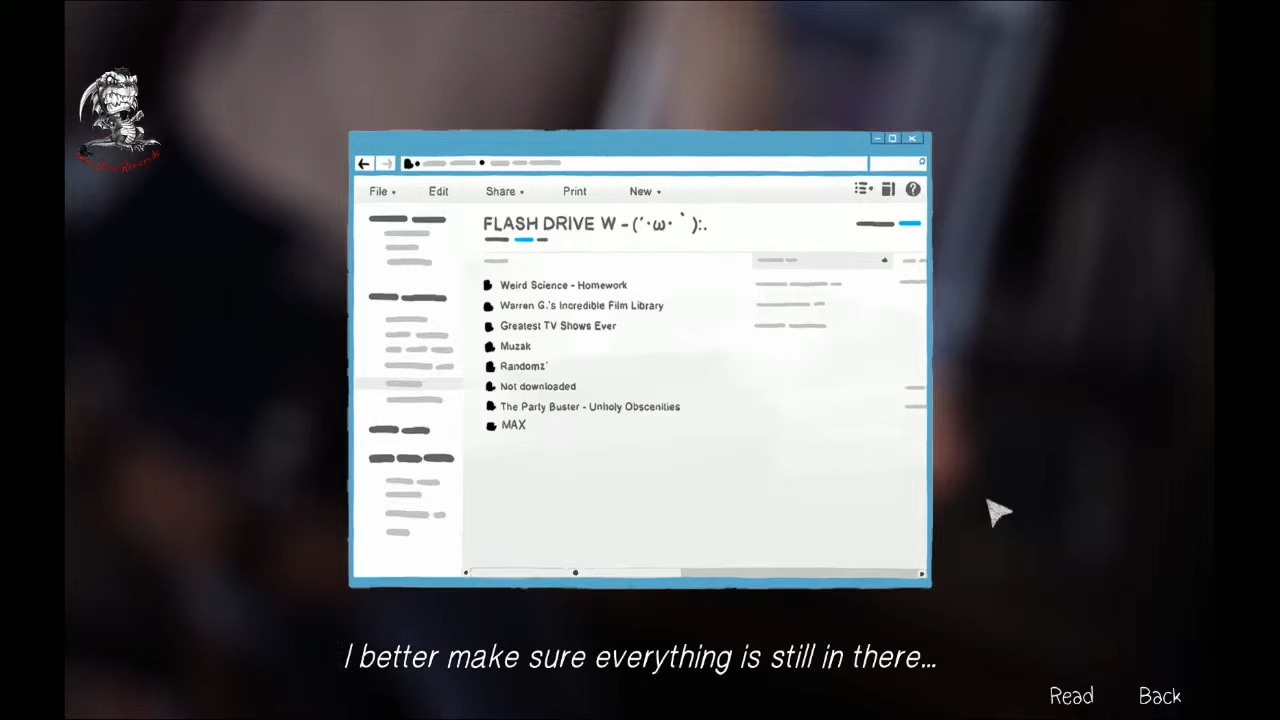 File Edit Share Print New
FLASH DRIVE W - (´･ω･`):.
Weird Science - Homework
Warren G.'s Incredible Film Library
Greatest TV Shows Ever
Muzak
Randomz'
Not downloaded
The Party Buster - Unholy Obscenities
MAX
I better make sure everything is still in there...
Read Back